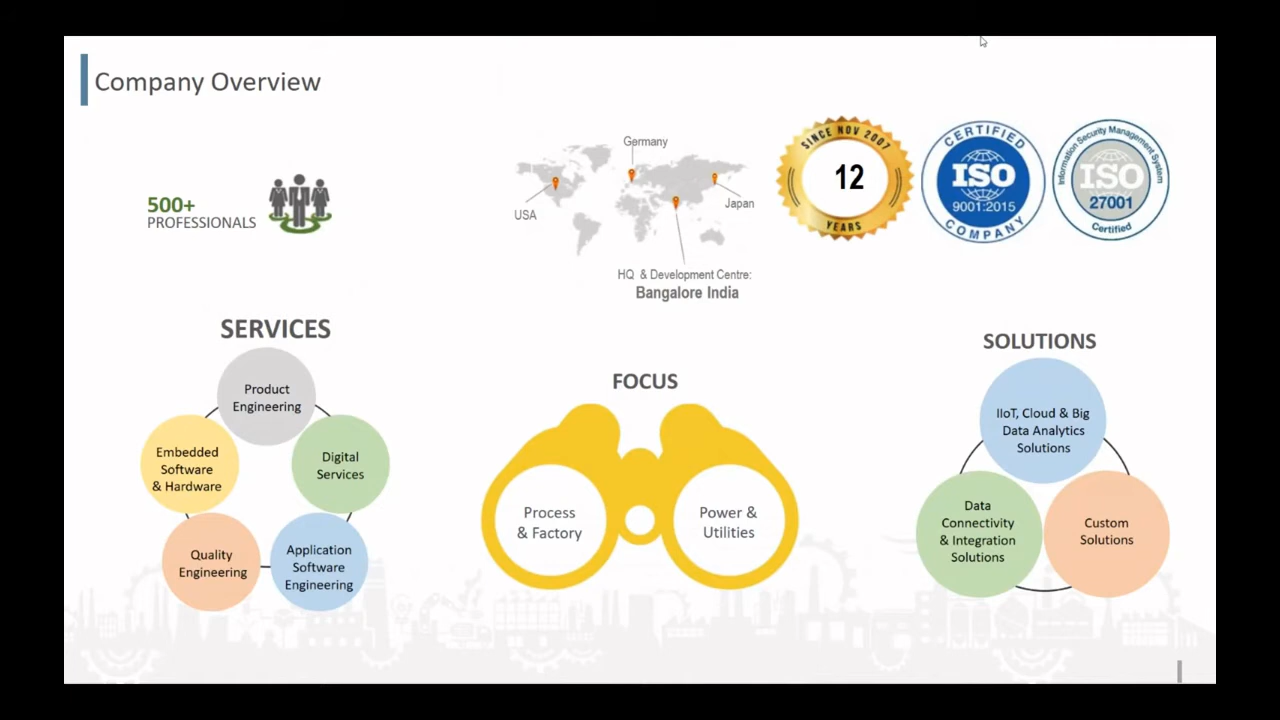 Company Overview
500+
PROFESSIONALS
Germany
USA
Japan
HQ & Development Centre:
Bangalore India
SINCE NOV 2007
12
YEARS
CERTIFIED
ISO
9001:2015
COMPANY
Information Security Management System
ISO
27001
Certified
SERVICES
Product
Engineering
Embedded
Software
& Hardware
Digital
Services
Quality
Engineering
Application
Software
Engineering
FOCUS
Process
& Factory
Power &
Utilities
SOLUTIONS
IIoT, Cloud & Big
Data Analytics
Solutions
Data
Connectivity
& Integration
Solutions
Custom
Solutions